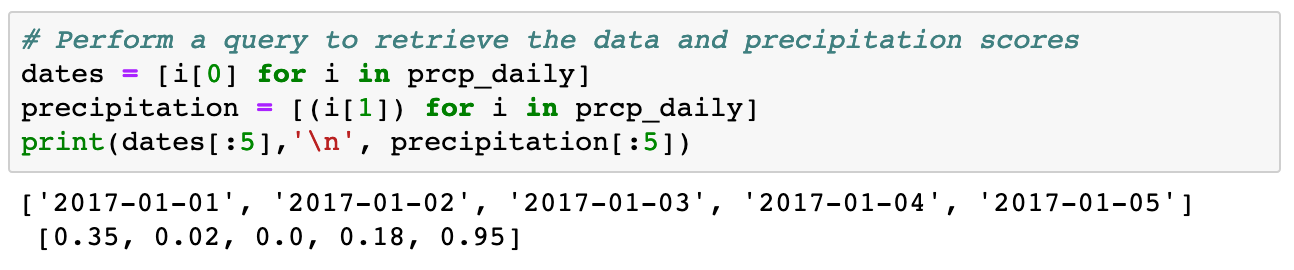 # Perform a query to retrieve the data and precipitation scores
dates = [i[0] for i in prcp_daily]
precipitation = [(i[1]) for i in prcp_daily]
print(dates[:5],'\n', precipitation[:5])
['2017-01-01', '2017-01-02', '2017-01-03', '2017-01-04', '2017-01-05']
 [0.35, 0.02, 0.0, 0.18, 0.95]